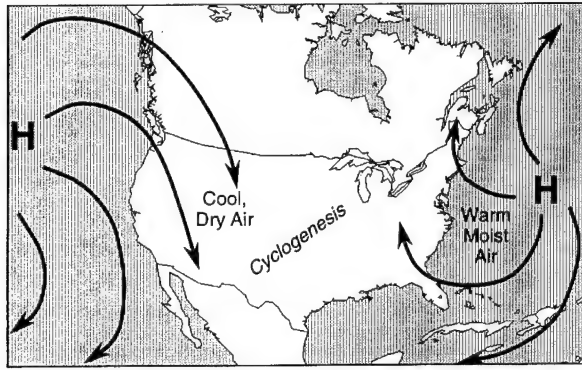 H
Cool,
Dry Air
Cyclogenesis
H
Warm
Moist
Air